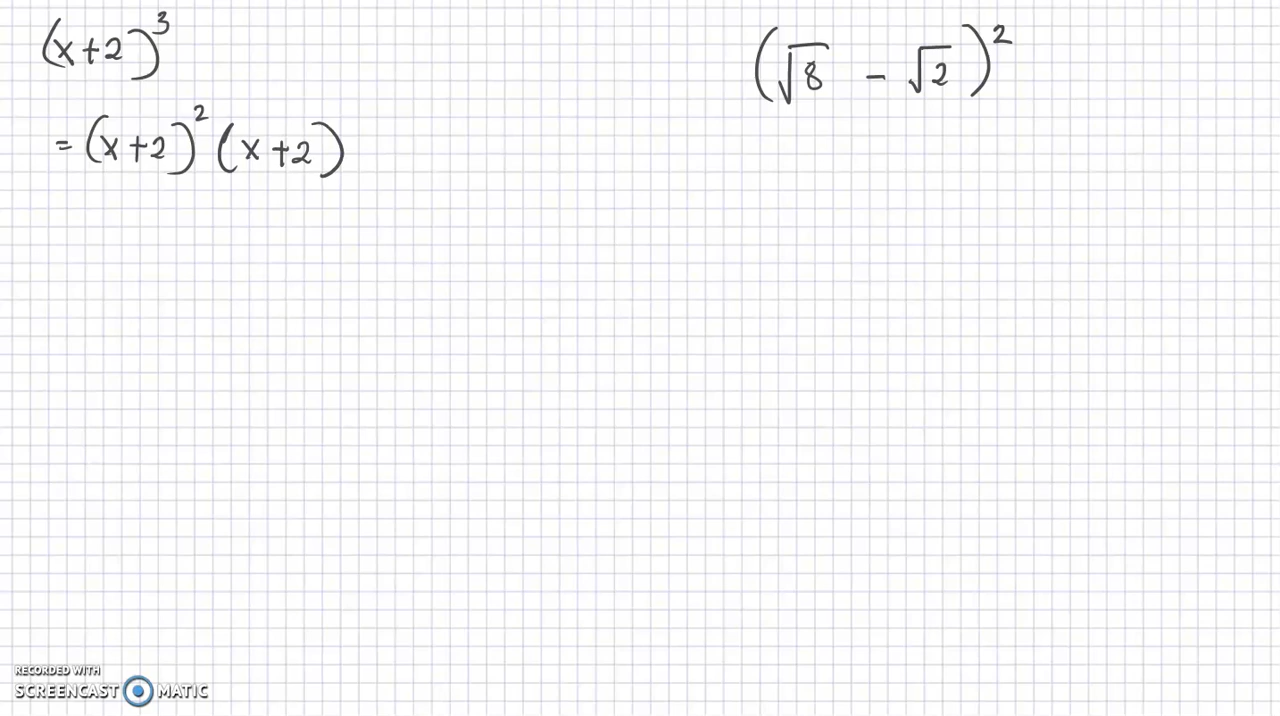 (x+2)³
= (x+2)² (x+2)
(√8 - √2)²
RECORDED WITH
SCREENCAST MATIC